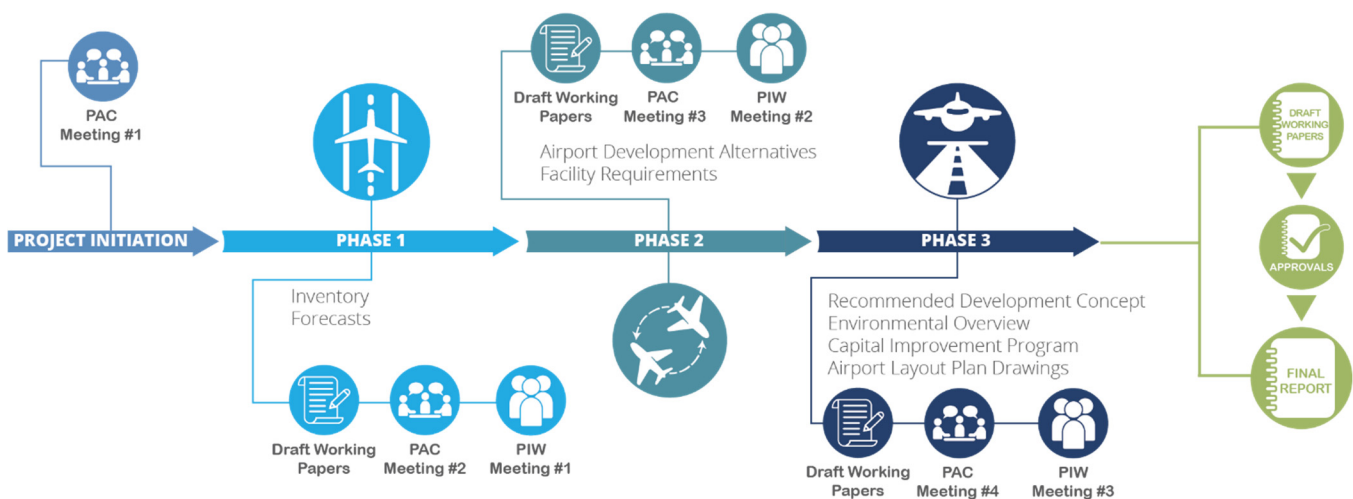 PAC
Meeting #1
PROJECT INITIATION
PHASE 1
Inventory
Forecasts
Draft Working
Papers
PAC
Meeting #2
PIW
Meeting #1
Draft Working
Papers
PAC
Meeting #3
PIW
Meeting #2
Airport Development Alternatives
Facility Requirements
PHASE 2
PHASE 3
Recommended Development Concept
Environmental Overview
Capital Improvement Program
Airport Layout Plan Drawings
Draft Working
Papers
PAC
Meeting #4
PIW
Meeting #3
DRAFT
WORKING
PAPERS
APPROVALS
FINAL
REPORT